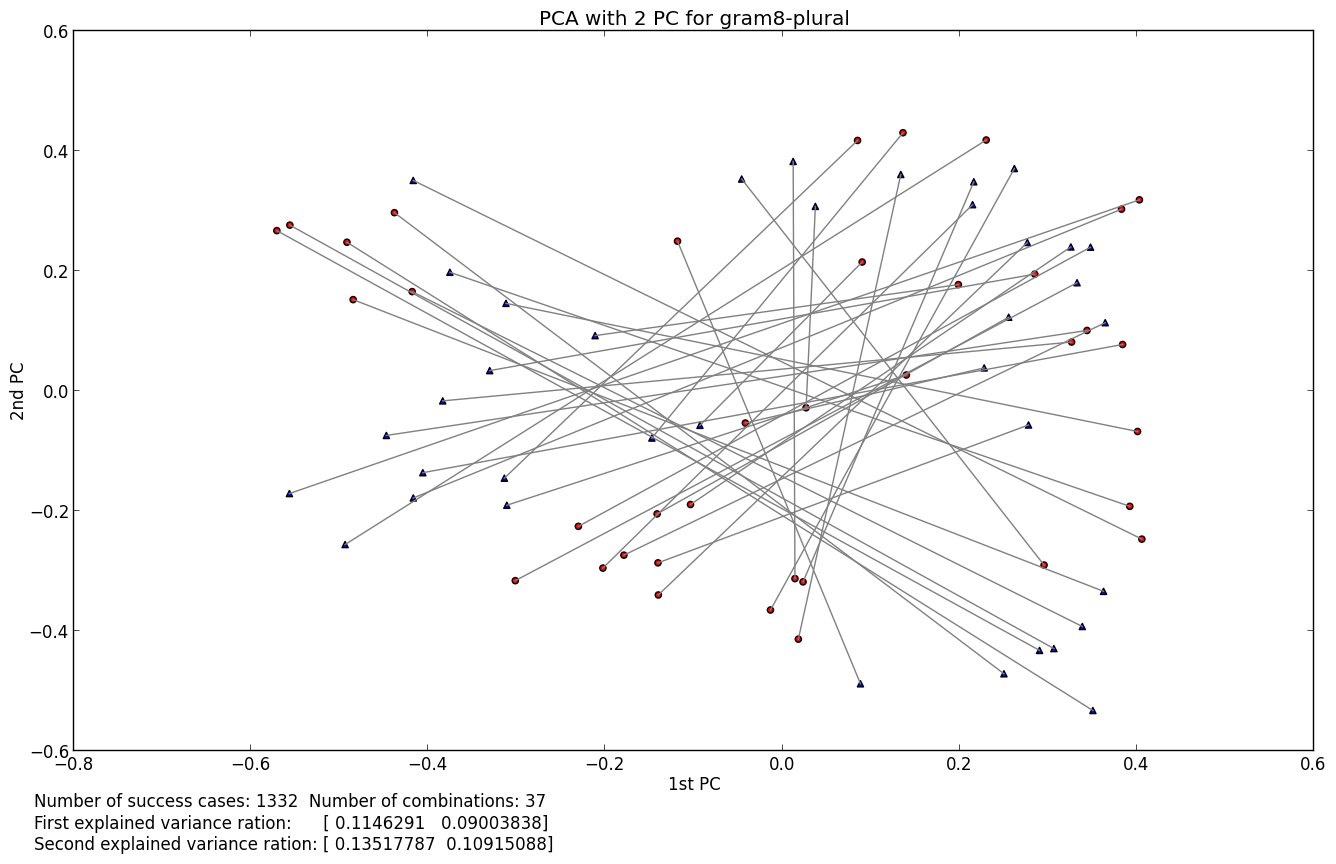 PCA with 2 PC for gram8-plural
0.6
0.4
0.2
0.0
−0.2
−0.4
−0.6
2nd PC
−0.8 −0.6 −0.4 −0.2 0.0 0.2 0.4 0.6
1st PC
Number of success cases: 1332  Number of combinations: 37
First explained variance ration:      [ 0.1146291   0.09003838]
Second explained variance ration: [ 0.13517787  0.10915088]